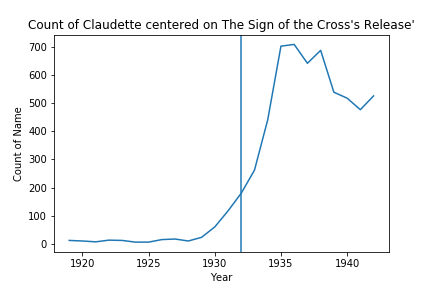 Count of Claudette centered on The Sign of the Cross's Release'
700
600
500
400
300
200
100
0
Count of Name
1920 1925 1930 1935 1940
Year